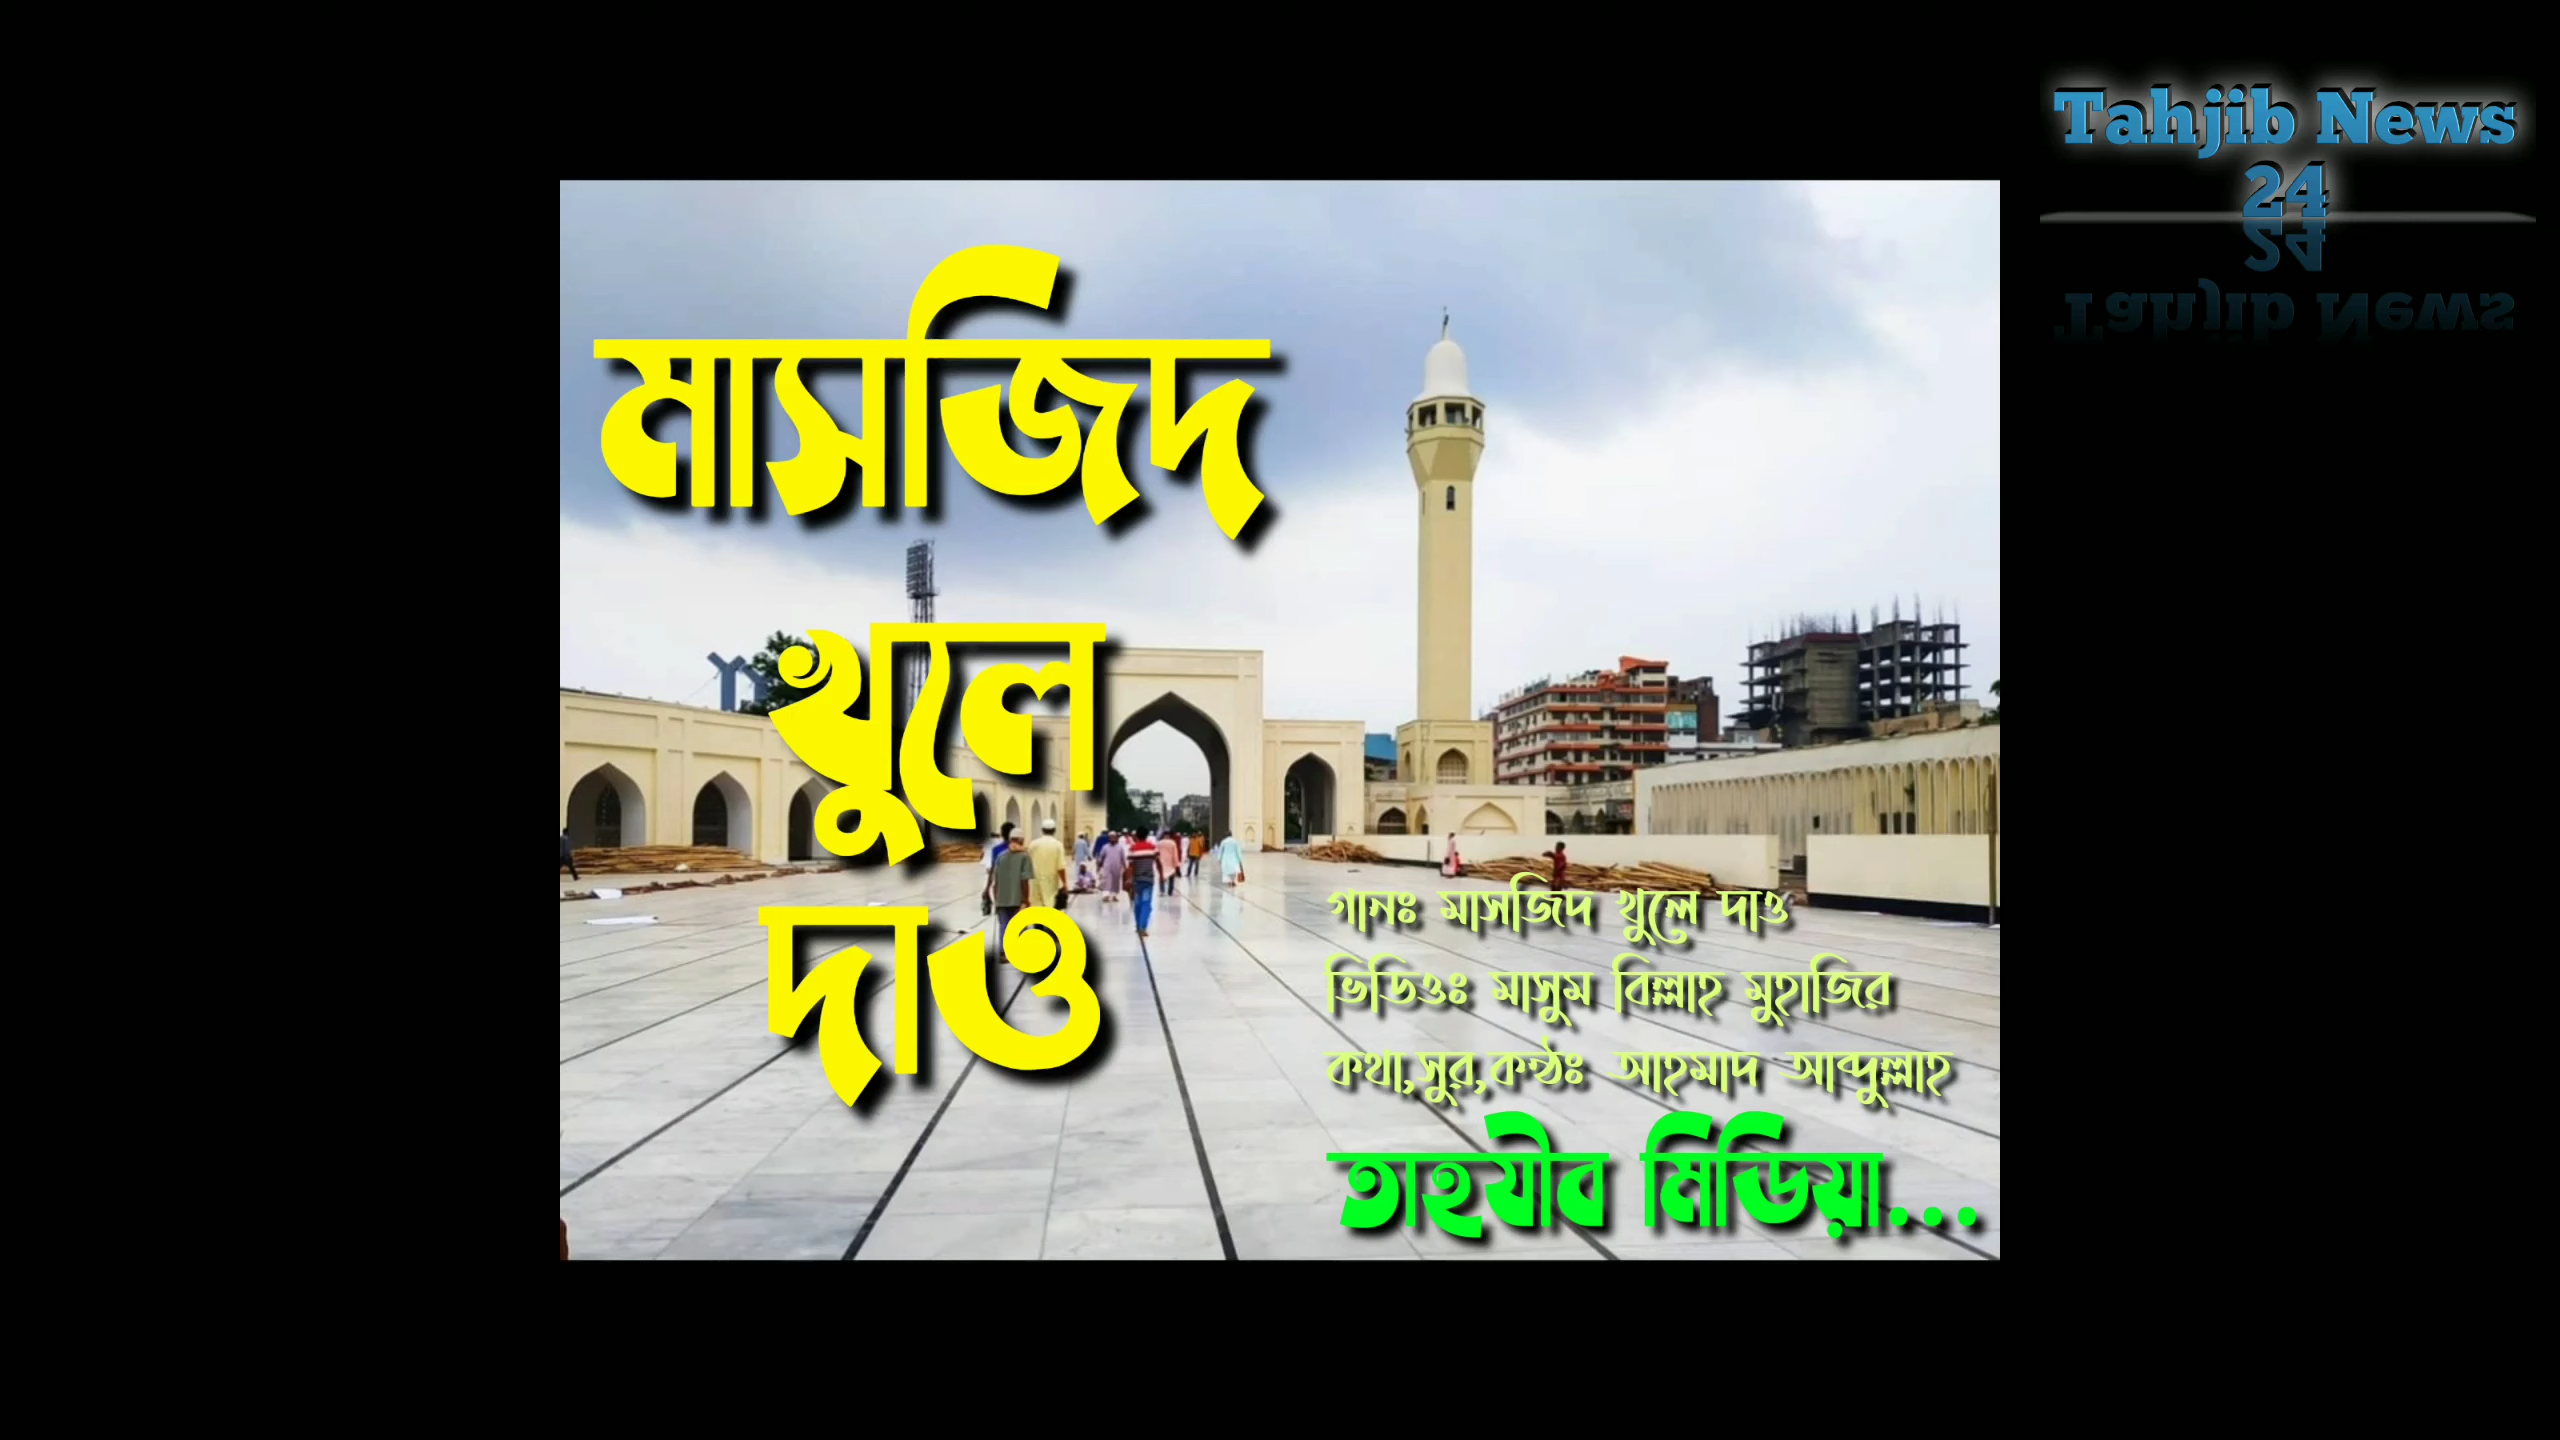 Tahjib News
24
মাসজিদ
খুলে
দাও
গানঃ মাসজিদ খুলে দাও
ভিডিওঃ মাসুম বিল্লাহ মুহাজির
কথা,সুর,কন্ঠঃ আহমাদ আব্দুল্লাহ
তাহযীব মিডিয়া...